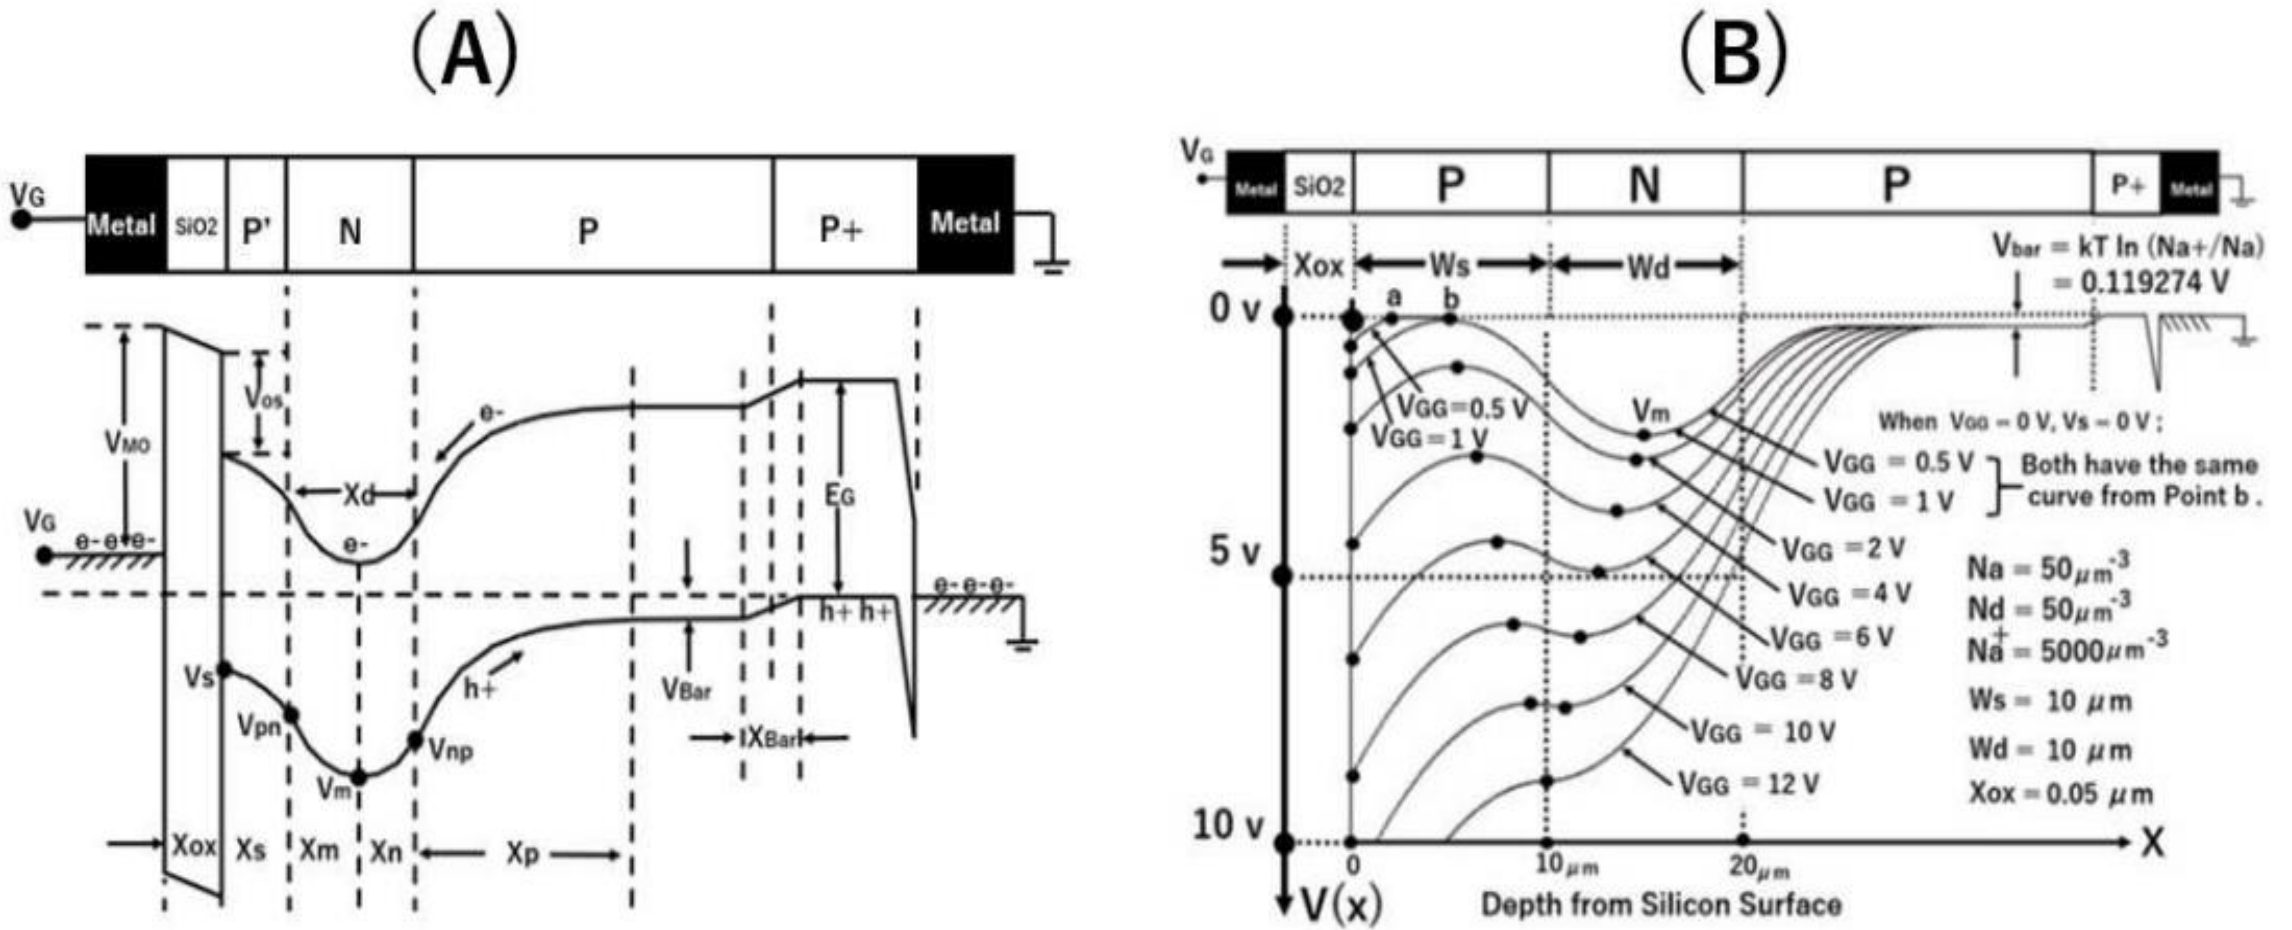 (A)
VG
Metal
SiO2
P'
N
P
P+
Metal
VMO
Vos
e-
Xd
e-
EG
VG
e-e-e-
e-e-e-
h+ h+
Vs
Vpn
Vm
Vnp
h+
VBar
XBar
Xox
Xs
Xm
Xn
Xp
(B)
VG
Metal
SiO2
P
N
P
P+
Metal
Xox
Ws
Wd
Vbar = kT ln (Na+/Na)
= 0.119274 V
0 v
a
b
VGG=0.5 V
VGG=1 V
Vm
When VGG = 0 V, Vs = 0 V ;
VGG = 0.5 V
VGG = 1 V
Both have the same
curve from Point b .
VGG =2 V
VGG =4 V
VGG =6 V
VGG =8 V
VGG = 10 V
VGG = 12 V
5 v
10 v
Na = 50μm-3
Nd = 50μm-3
Na+ = 5000μm-3
Ws = 10 μm
Wd = 10 μm
Xox = 0.05 μm
0
10μm
20μm
X
V(x)
Depth from Silicon Surface